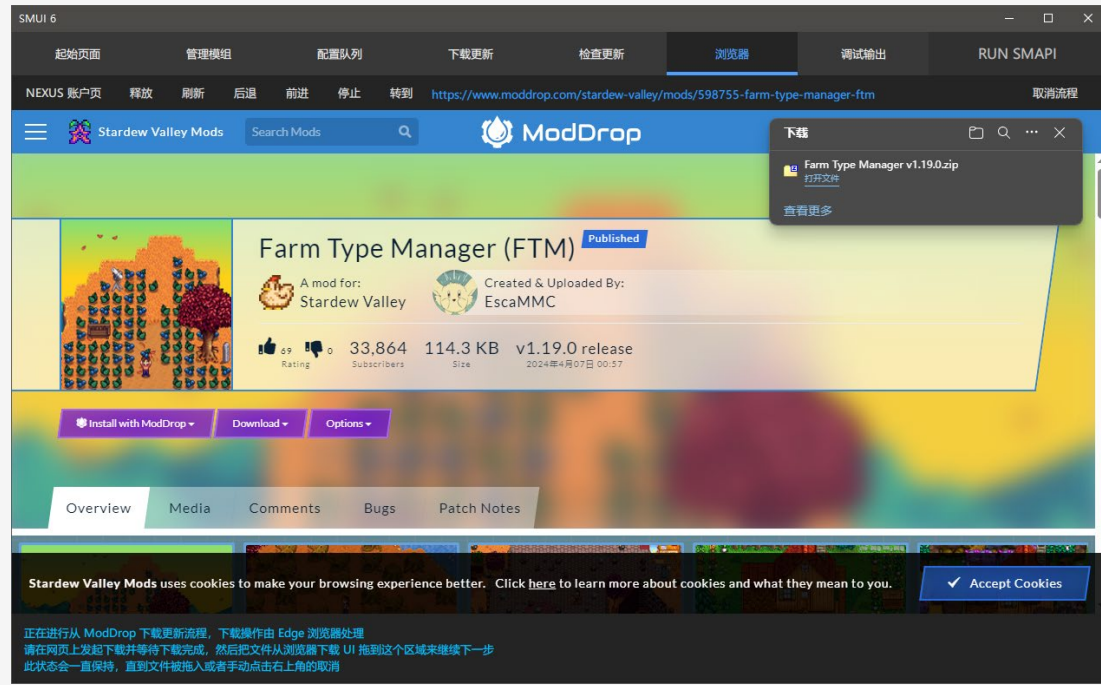 SMUI 6
起始页面 管理模组 配置队列 下载更新 检查更新 浏览器 调试输出 RUN SMAPI
NEXUS 账户页 释放 刷新 后退 前进 停止 转到 https://www.moddrop.com/stardew-valley/mods/598755-farm-type-manager-ftm 取消流程
Stardew Valley Mods Search Mods ModDrop
下载
Farm Type Manager v1.19.0.zip
打开文件
查看更多
Farm Type Manager (FTM) Published
A mod for:
Stardew Valley
Created & Uploaded By:
EscaMMC
69 0 33,864 114.3 KB v1.19.0 release
Rating Subscribers Size 2024年4月07日 00:57
Install with ModDrop Download Options
Overview Media Comments Bugs Patch Notes
Stardew Valley Mods uses cookies to make your browsing experience better. Click here to learn more about cookies and what they mean to you. Accept Cookies
正在进行从 ModDrop 下载更新流程，下载操作由 Edge 浏览器处理
请在网页上发起下载并等待下载完成，然后把文件从浏览器下载 UI 拖到这个区域来继续下一步
此状态会一直保持，直到文件被拖入或者手动点击右上角的取消